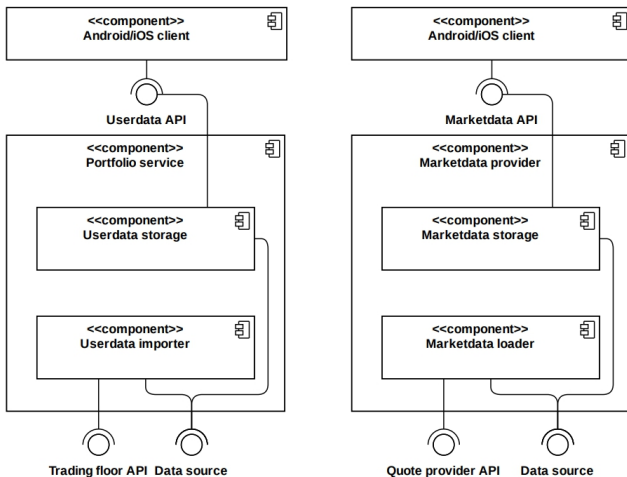 <<component>>
Android/iOS client
Userdata API
<<component>>
Portfolio service
<<component>>
Userdata storage
<<component>>
Userdata importer
Trading floor API
Data source
<<component>>
Android/iOS client
Marketdata API
<<component>>
Marketdata provider
<<component>>
Marketdata storage
<<component>>
Marketdata loader
Quote provider API
Data source